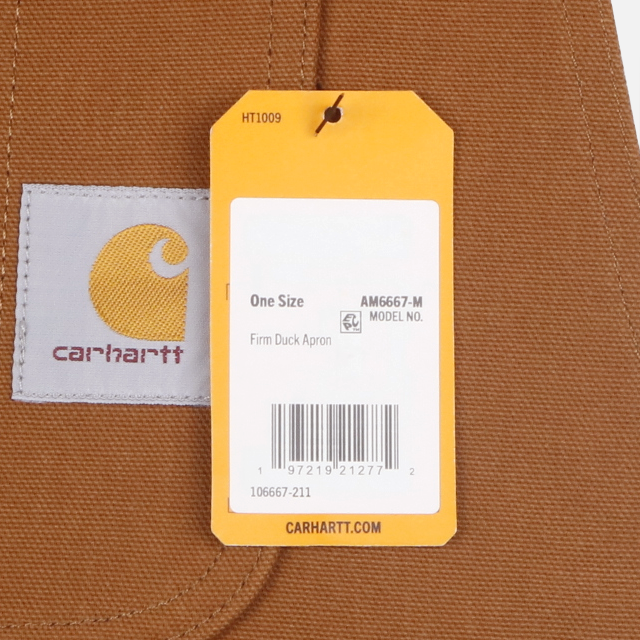 HT1009
carhartt
One Size AM6667-M
MODEL NO.
Firm Duck Apron
1 97219 21277 2
106667-211
CARHARTT.COM